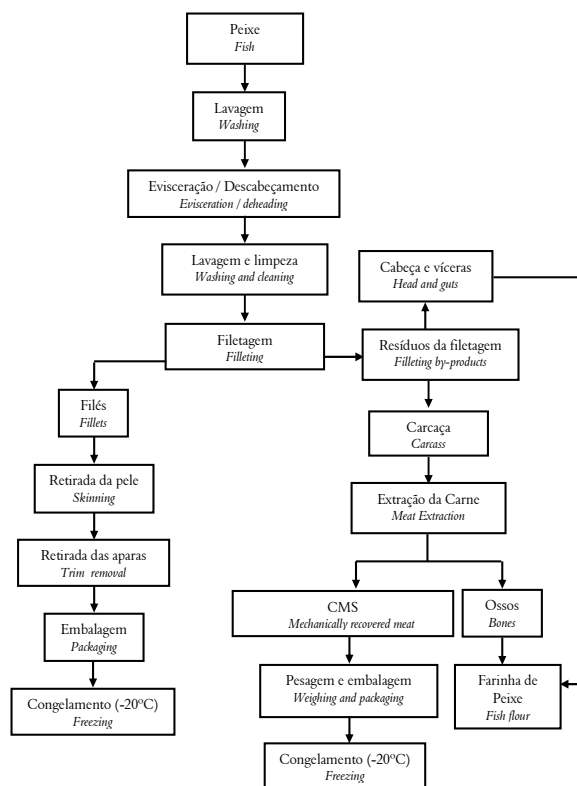 Peixe
Fish
Lavagem
Washing
Evisceração / Descabeçamento
Evisceration / deheading
Lavagem e limpeza
Washing and cleaning
Cabeça e víceras
Head and guts
Filetagem
Filleting
Resíduos da filetagem
Filleting by-products
Filés
Fillets
Carcaça
Carcass
Retirada da pele
Skinning
Extração da Carne
Meat Extraction
Retirada das aparas
Trim removal
CMS
Mechanically recovered meat
Ossos
Bones
Embalagem
Packaging
Pesagem e embalagem
Weighing and packaging
Farinha de
Peixe
Fish flour
Congelamento (-20ºC)
Freezing
Congelamento (-20ºC)
Freezing